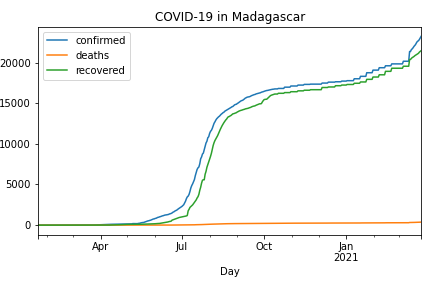 COVID-19 in Madagascar
confirmed
deaths
recovered
20000
15000
10000
5000
0
Apr
Jul
Oct
Jan
2021
Day